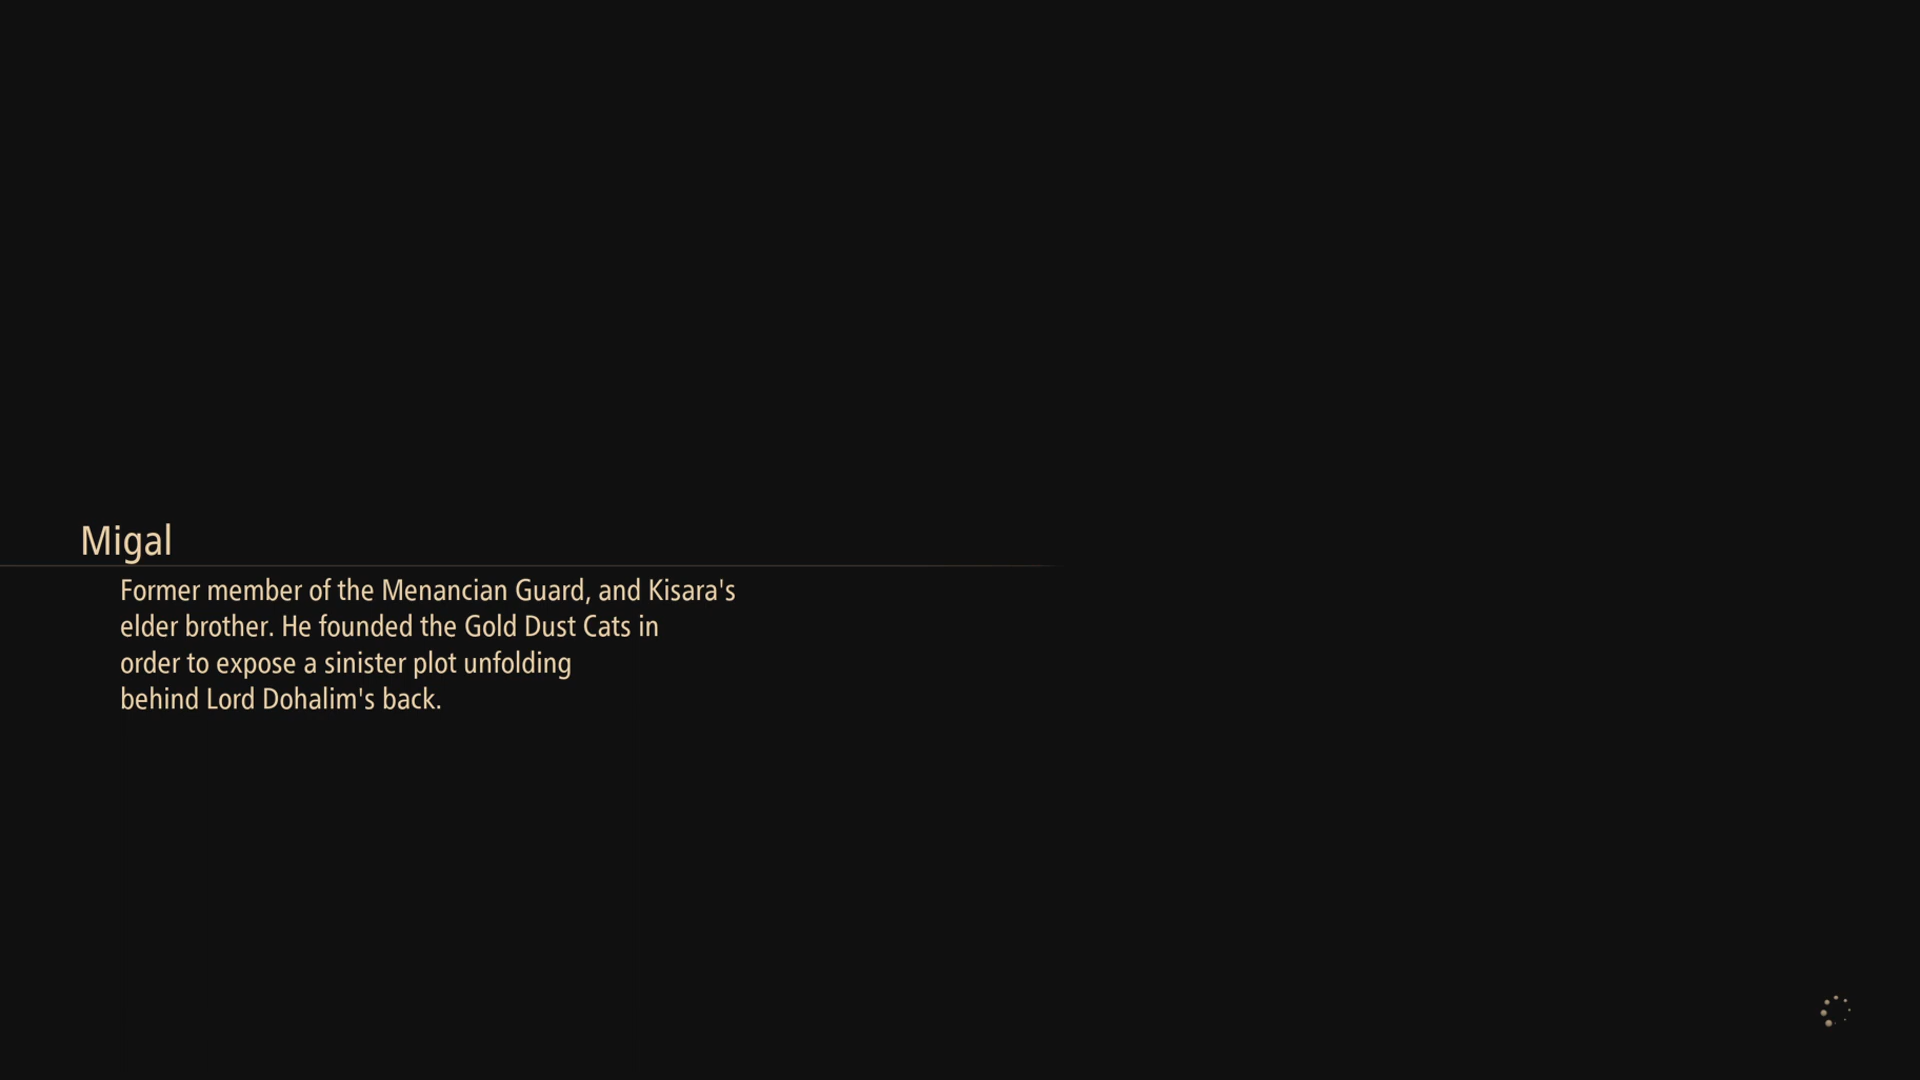 Migal
Former member of the Menancian Guard, and Kisara's
elder brother. He founded the Gold Dust Cats in
order to expose a sinister plot unfolding
behind Lord Dohalim's back.